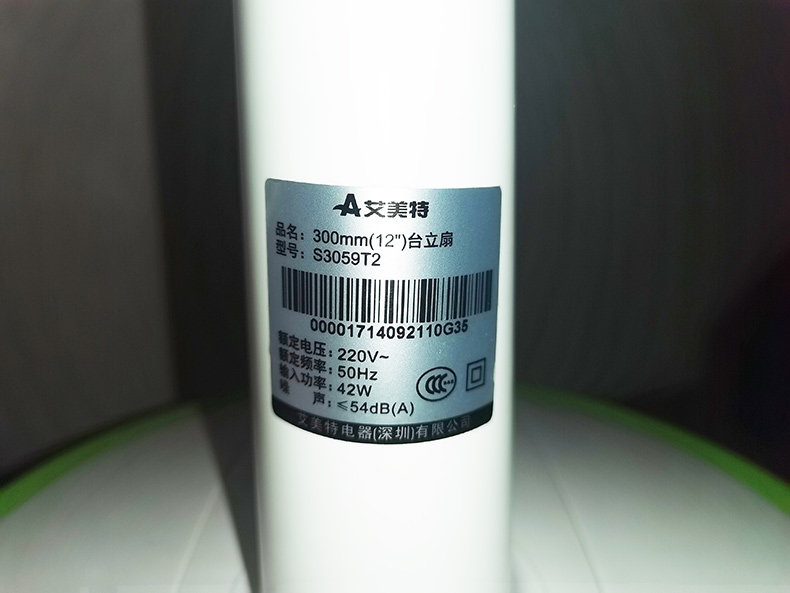 艾美特
品名：300mm(12")台立扇
型号：S3059T2
00001714092110G35
额定电压：220V~
额定频率：50Hz
输入功率：42W
噪 声：≤54dB(A)
艾美特电器(深圳)有限公司